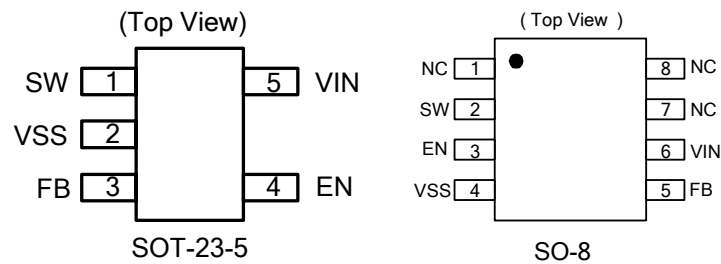 (Top View)
SW 1 5 VIN
VSS 2
FB 3 4 EN
SOT-23-5
( Top View )
NC 1 8 NC
SW 2 7 NC
EN 3 6 VIN
VSS 4 5 FB
SO-8